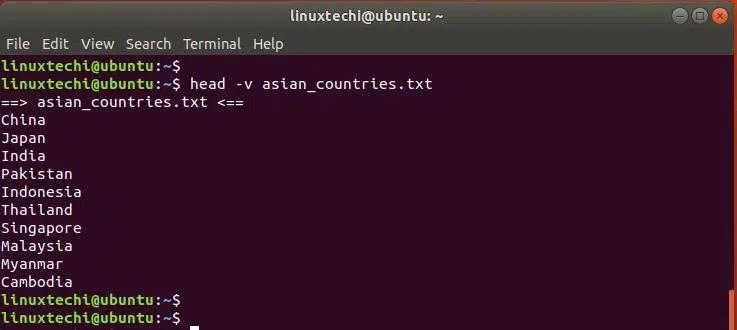 linuxtechi@ubuntu: ~
File Edit View Search Terminal Help
linuxtechi@ubuntu:~$
linuxtechi@ubuntu:~$ head -v asian_countries.txt
==> asian_countries.txt <==
China
Japan
India
Pakistan
Indonesia
Thailand
Singapore
Malaysia
Myanmar
Cambodia
linuxtechi@ubuntu:~$
linuxtechi@ubuntu:~$